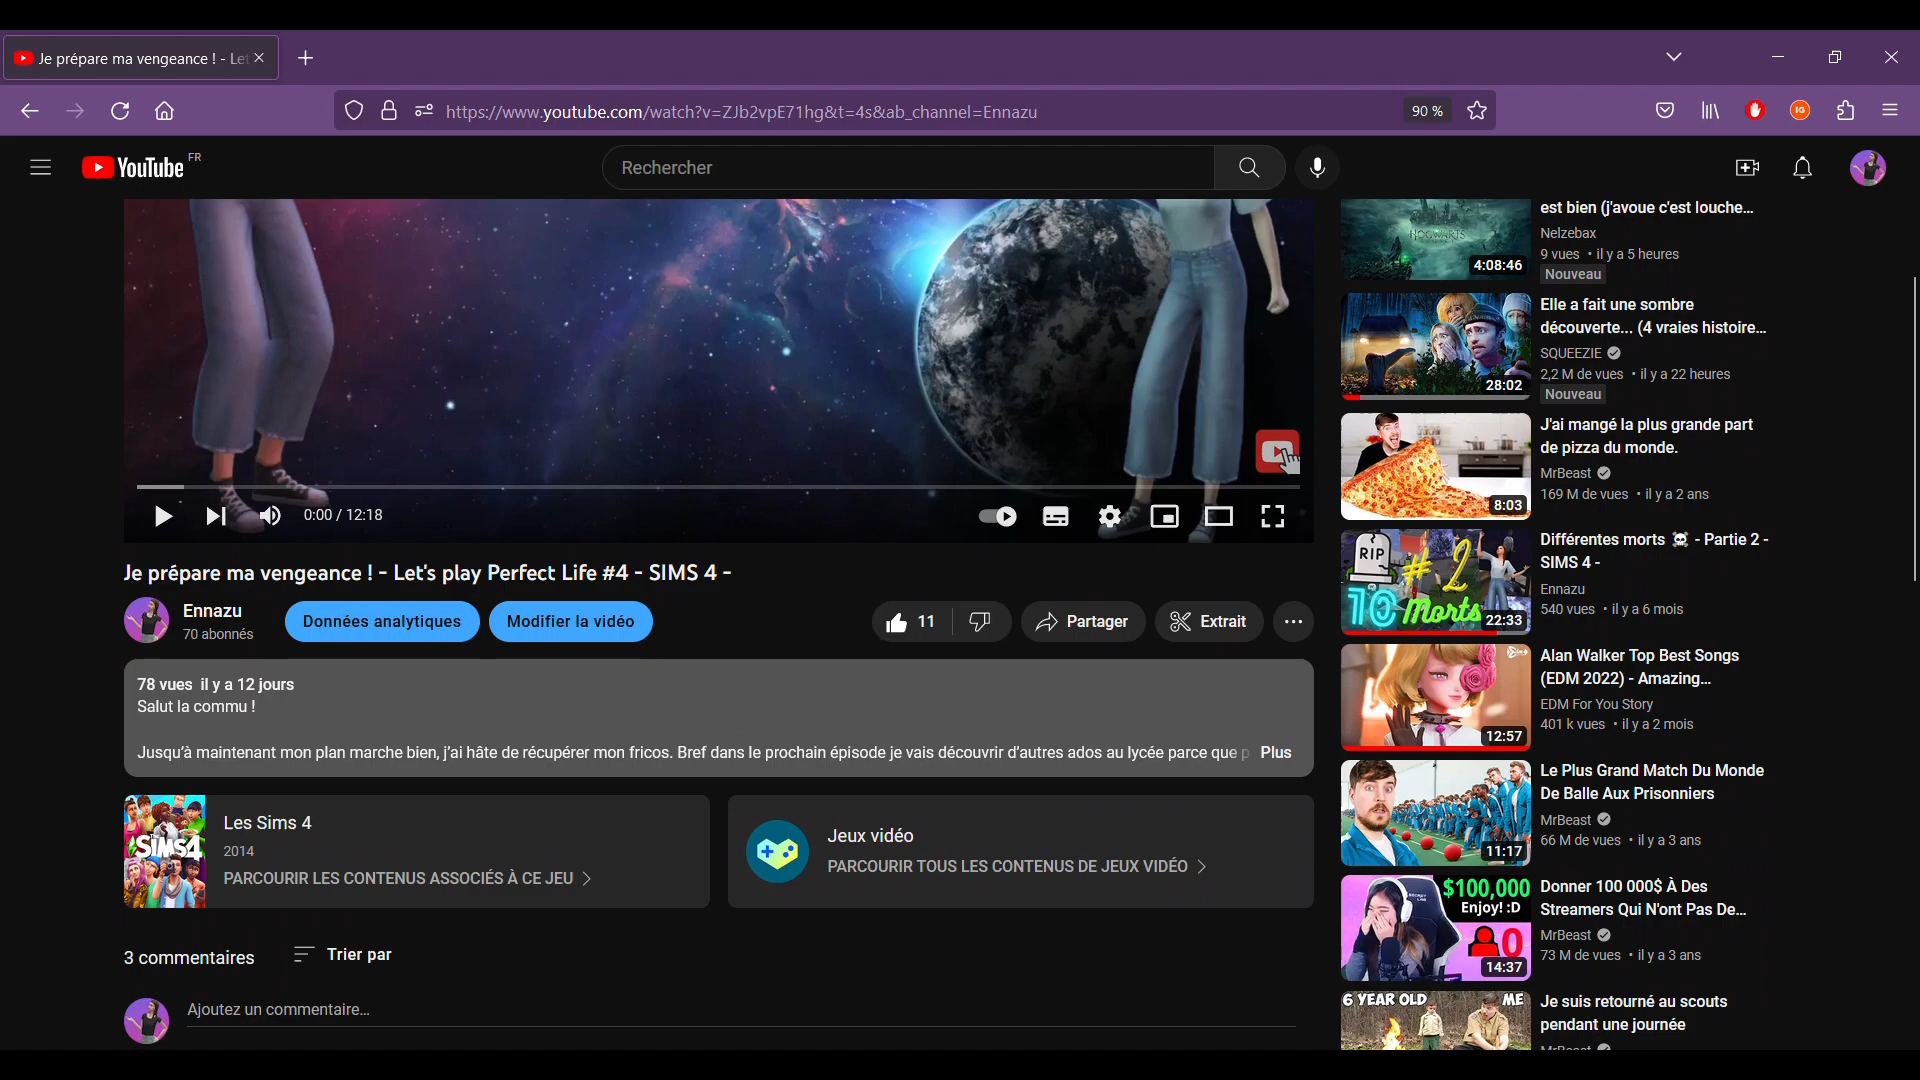 Je prépare ma vengeance ! - Let
https://www.youtube.com/watch?v=ZJb2vpE71hg&t=4s&ab_channel=Ennazu
90 %
IG
YouTube FR
Rechercher
0:00 / 12:18
Je prépare ma vengeance ! - Let's play Perfect Life #4 - SIMS 4 -
Ennazu
70 abonnés
Données analytiques
Modifier la vidéo
11
Partager
Extrait
78 vues il y a 12 jours
Salut la commu !
Jusqu'à maintenant mon plan marche bien, j'ai hâte de récupérer mon fricos. Bref dans le prochain épisode je vais découvrir d'autres ados au lycée parce que p
Plus
SIMS4
Les Sims 4
2014
PARCOURIR LES CONTENUS ASSOCIÉS À CE JEU
Jeux vidéo
PARCOURIR TOUS LES CONTENUS DE JEUX VIDÉO
3 commentaires
Trier par
Ajoutez un commentaire...
HOGWARTS
4:08:46
est bien (j'avoue c'est louche...
Nelzebax
9 vues • il y a 5 heures
Nouveau
28:02
Elle a fait une sombre
découverte... (4 vraies histoire...
SQUEEZIE
2,2 M de vues • il y a 22 heures
Nouveau
8:03
J'ai mangé la plus grande part
de pizza du monde.
MrBeast
169 M de vues • il y a 2 ans
RIP
#2
10 Morts
22:33
Différentes morts ☠ - Partie 2 -
SIMS 4 -
Ennazu
540 vues • il y a 6 mois
12:57
Alan Walker Top Best Songs
(EDM 2022) - Amazing...
EDM For You Story
401 k vues • il y a 2 mois
11:17
Le Plus Grand Match Du Monde
De Balle Aux Prisonniers
MrBeast
66 M de vues • il y a 3 ans
$100,000
Enjoy! :D
0
14:37
Donner 100 000$ À Des
Streamers Qui N'ont Pas De...
MrBeast
73 M de vues • il y a 3 ans
6 YEAR OLD
ME
Je suis retourné au scouts
pendant une journée
MrBeast